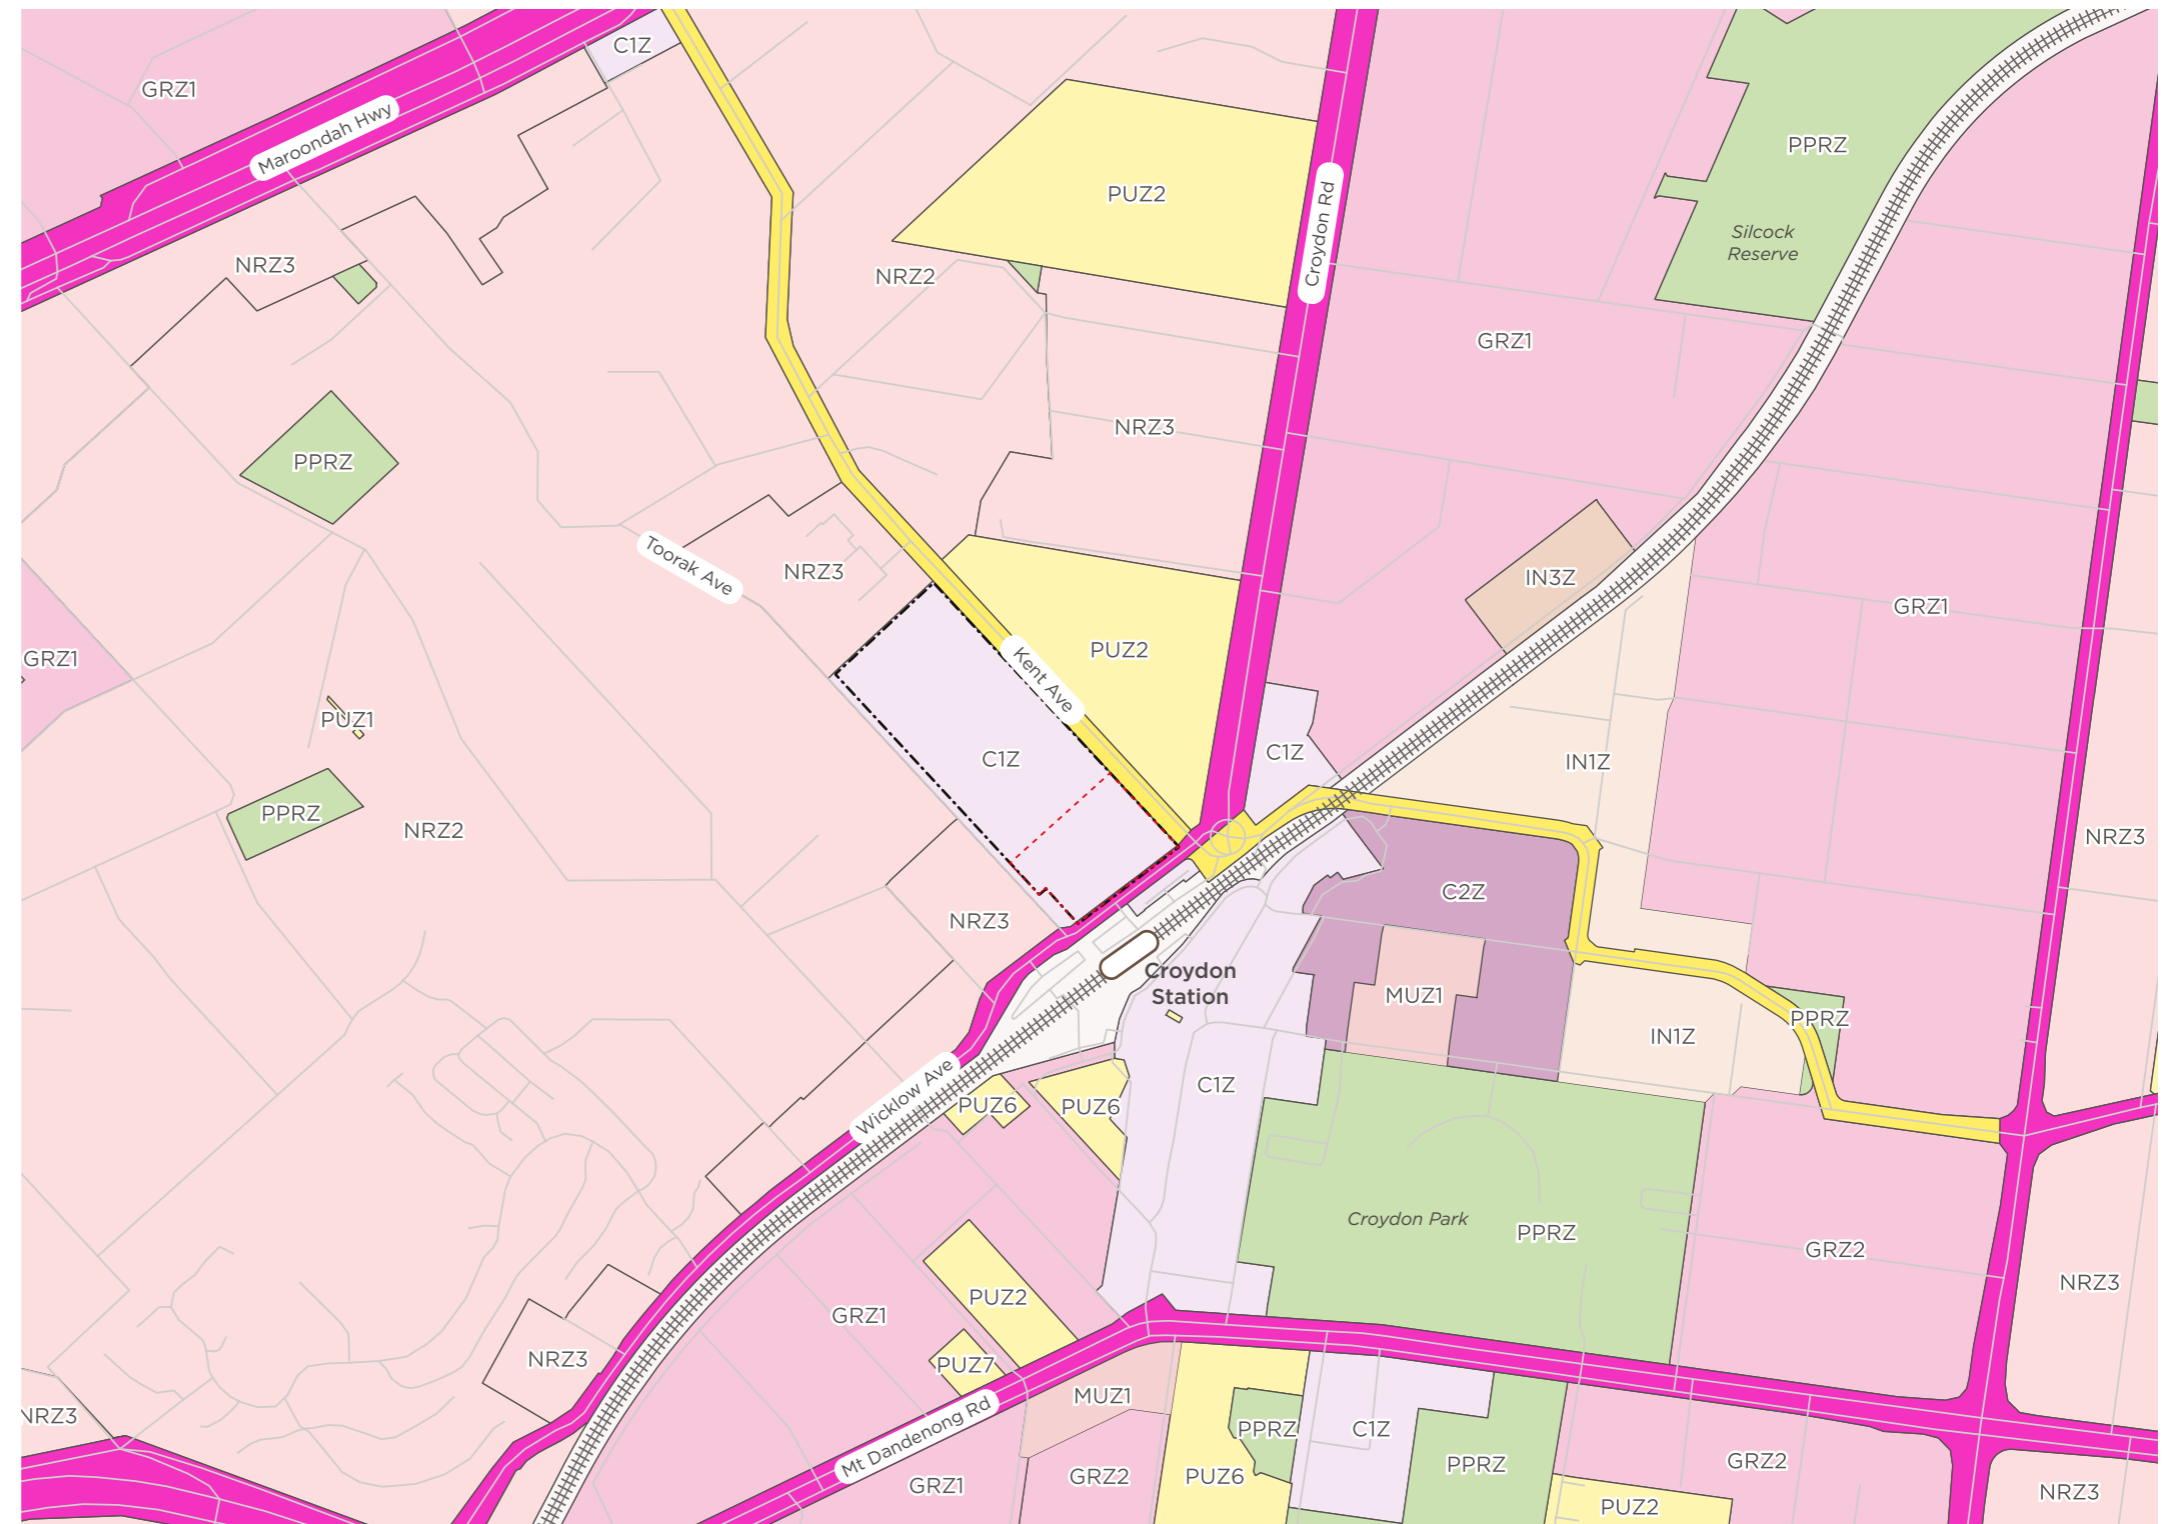 C1Z
GRZ1
Maroondah Hwy
PPRZ
PUZ2
Croydon Rd
Silcock
Reserve
NRZ3
NRZ2
GRZ1
NRZ3
PPRZ
Toorak Ave
NRZ3
IN3Z
GRZ1
PUZ2
GRZ1
Kent Ave
PUZ1
C1Z
C1Z
IN1Z
PPRZ
NRZ2
NRZ3
C2Z
NRZ3
Croydon
Station
MUZ1
PPRZ
IN1Z
C1Z
Wicklow Ave
PUZ6
PUZ6
Croydon Park
PPRZ
GRZ2
NRZ3
PUZ2
GRZ1
NRZ3
PUZ7
MUZ1
NRZ3
Mt Dandenong Rd
PPRZ
C1Z
GRZ2
PPRZ
GRZ1
GRZ2
PUZ6
NRZ3
PUZ2